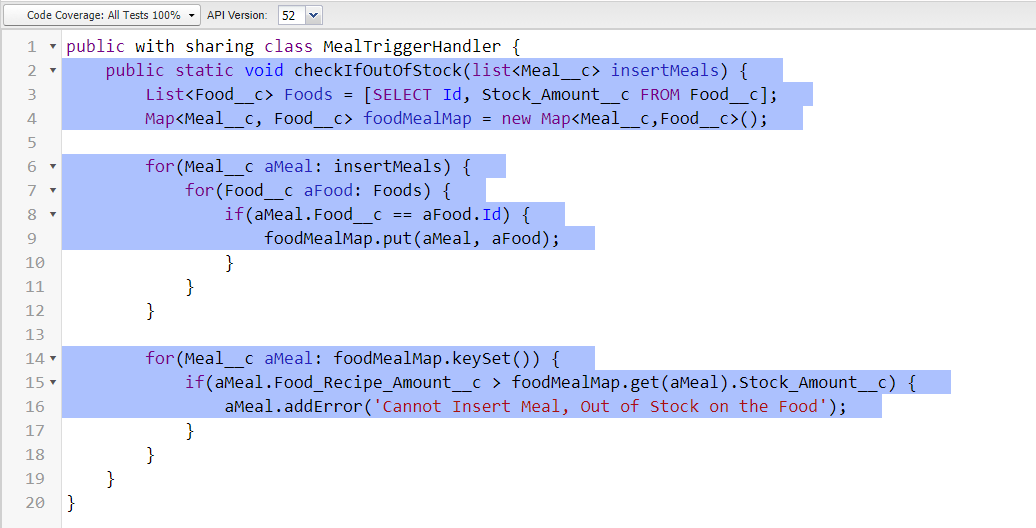 Code Coverage: All Tests 100% API Version: 52
1 public with sharing class MealTriggerHandler {
2 public static void checkIfOutOfStock(list<Meal__c> insertMeals) {
3 List<Food__c> Foods = [SELECT Id, Stock_Amount__c FROM Food__c];
4 Map<Meal__c, Food__c> foodMealMap = new Map<Meal__c,Food__c>();
5
6 for(Meal__c aMeal: insertMeals) {
7 for(Food__c aFood: Foods) {
8 if(aMeal.Food__c == aFood.Id) {
9 foodMealMap.put(aMeal, aFood);
10 }
11 }
12 }
13
14 for(Meal__c aMeal: foodMealMap.keySet()) {
15 if(aMeal.Food_Recipe_Amount__c > foodMealMap.get(aMeal).Stock_Amount__c) {
16 aMeal.addError('Cannot Insert Meal, Out of Stock on the Food');
17 }
18 }
19 }
20 }